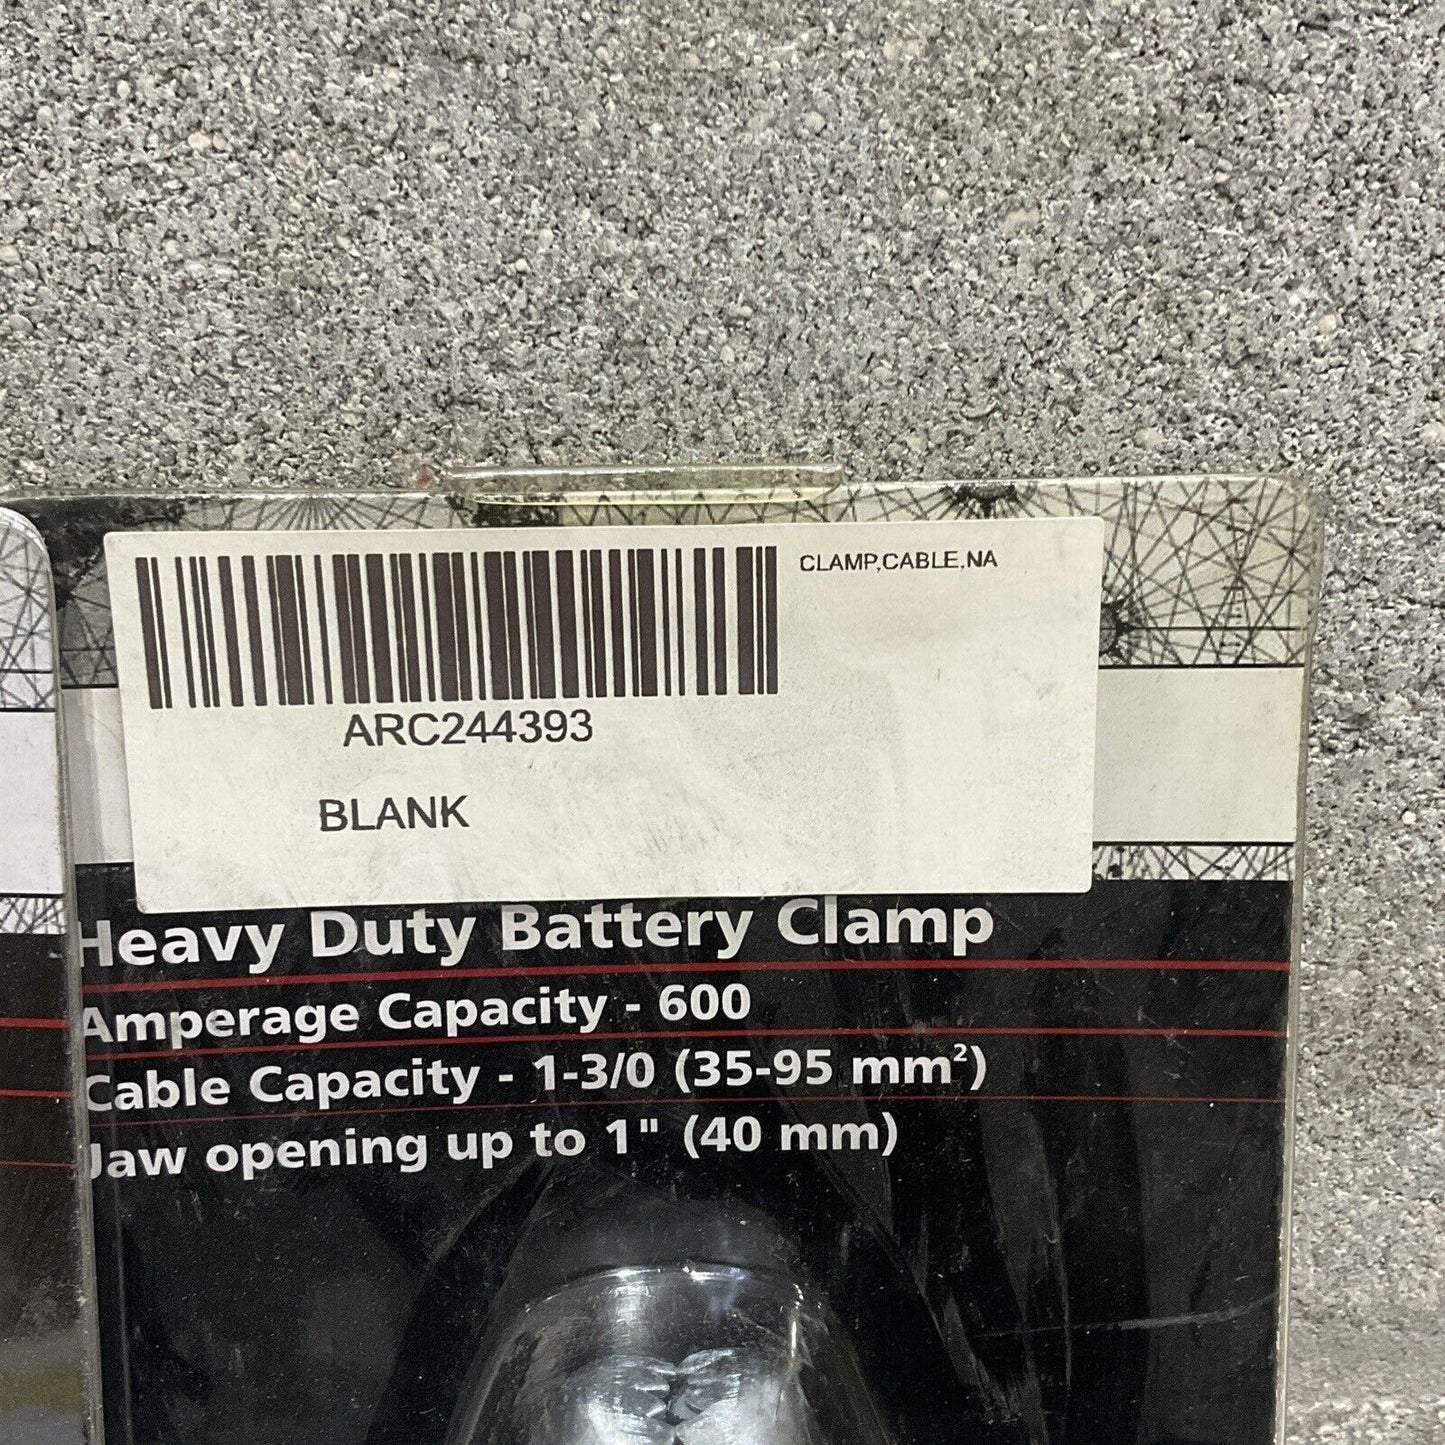 CLAMP,CABLE,NA
ARC244393
BLANK
Heavy Duty Battery Clamp
Amperage Capacity - 600
Cable Capacity - 1-3/0 (35-95 mm²)
Jaw opening up to 1" (40 mm)